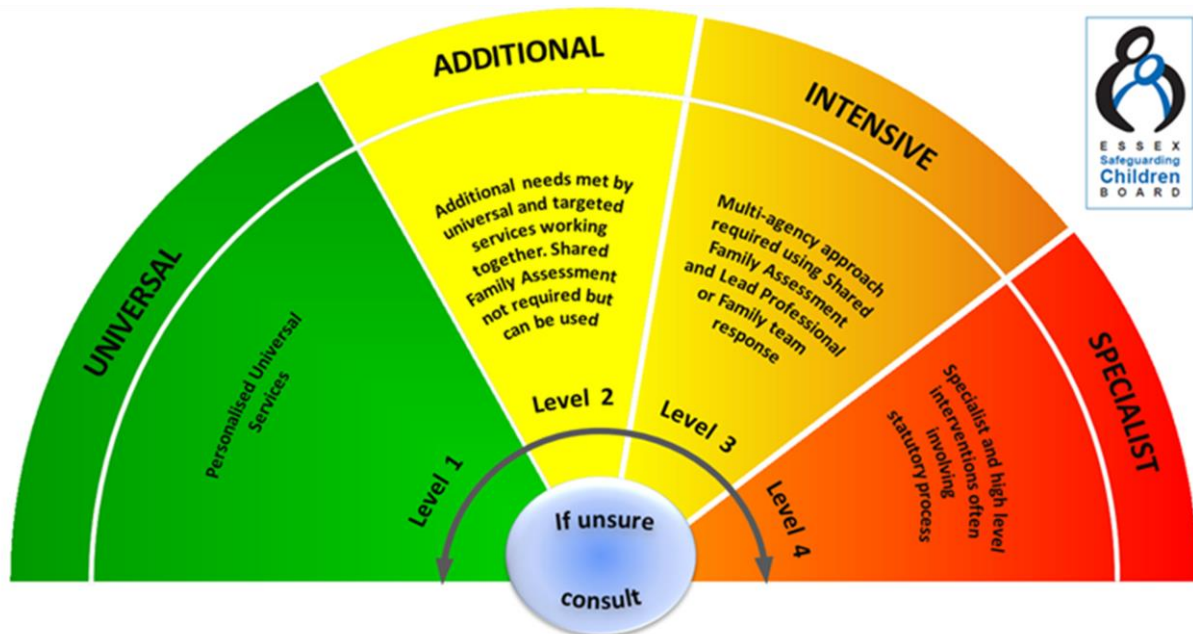 UNIVERSAL
Personalised Universal
Services
Level 1
ADDITIONAL
Additional needs met by
universal and targeted
services working
together. Shared
Family Assessment
not required but
can be used
Level 2
INTENSIVE
Multi-agency approach
required using Shared
Family Assessment
and Lead Professional
or Family team
response
Level 3
SPECIALIST
Specialist and high level
interventions often
involving
statutory process
Level 4
If unsure
consult
ESSEX
Safeguarding
Children
BOARD